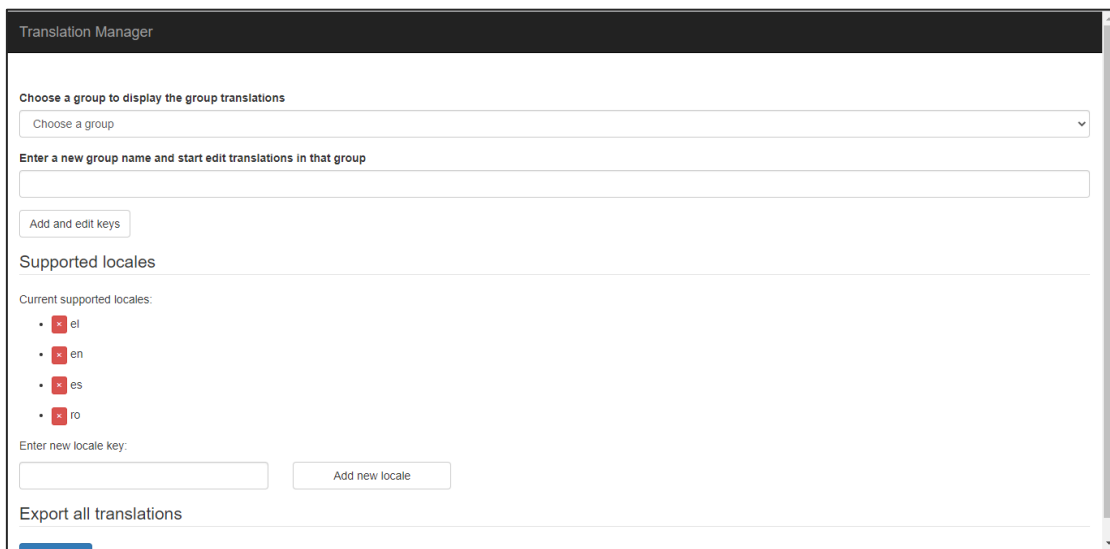 Translation Manager
Choose a group to display the group translations
Choose a group
Enter a new group name and start edit translations in that group
Add and edit keys
Supported locales
Current supported locales:
× el
× en
× es
× ro
Enter new locale key:
Add new locale
Export all translations